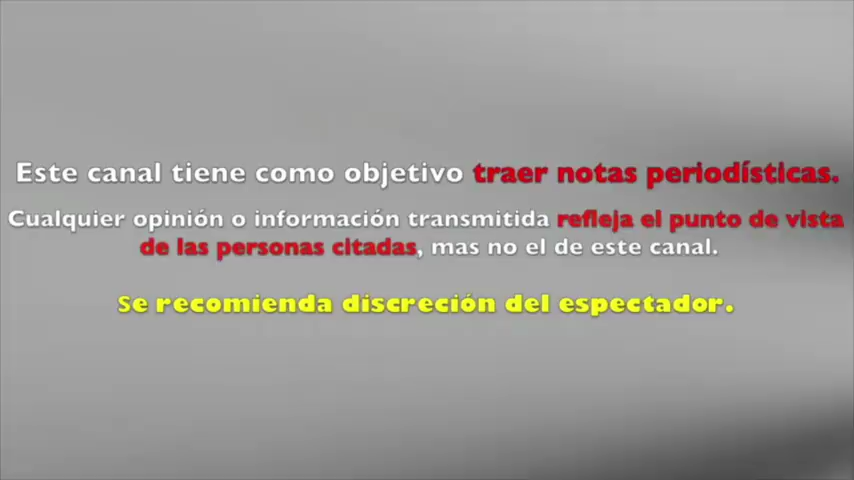 Este canal tiene como objetivo traer notas periodísticas.
Cualquier opinión o información transmitida refleja el punto de vista
de las personas citadas, mas no el de este canal.
Se recomienda discreción del espectador.